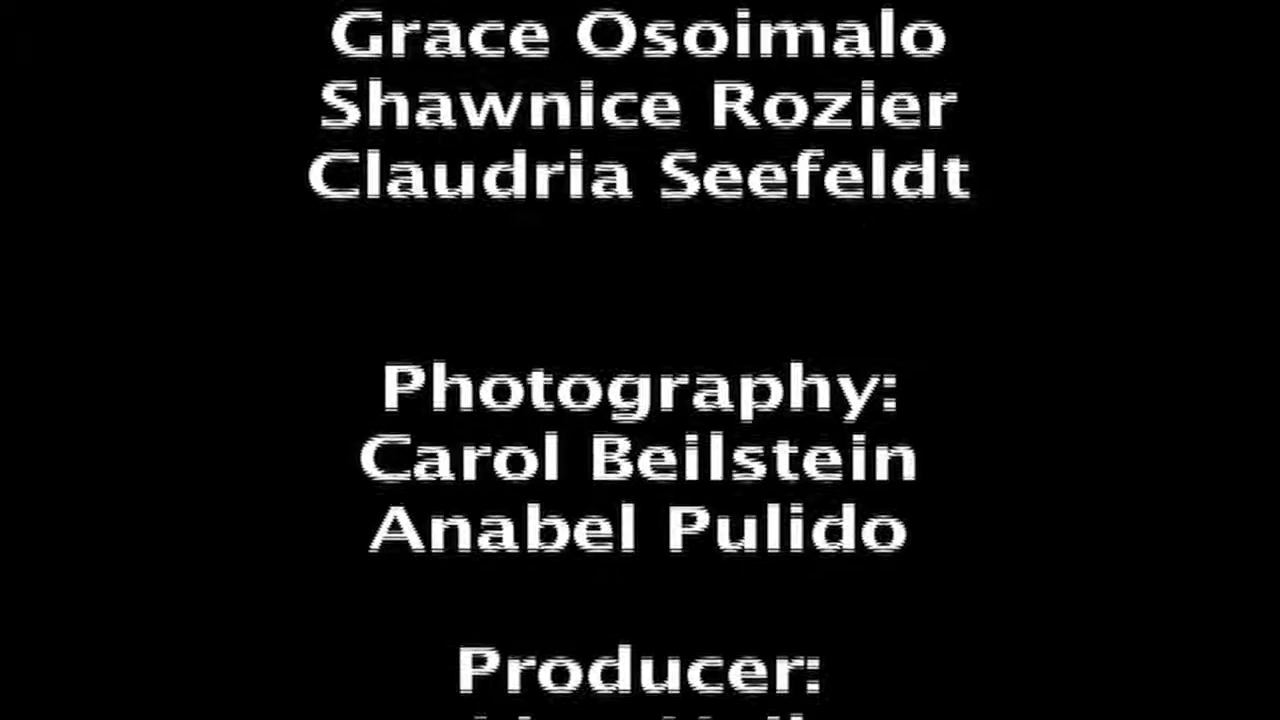 Grace Osoimalo
Shawnice Rozier
Claudria Seefeldt
Photography:
Carol Beilstein
Anabel Pulido
Producer: